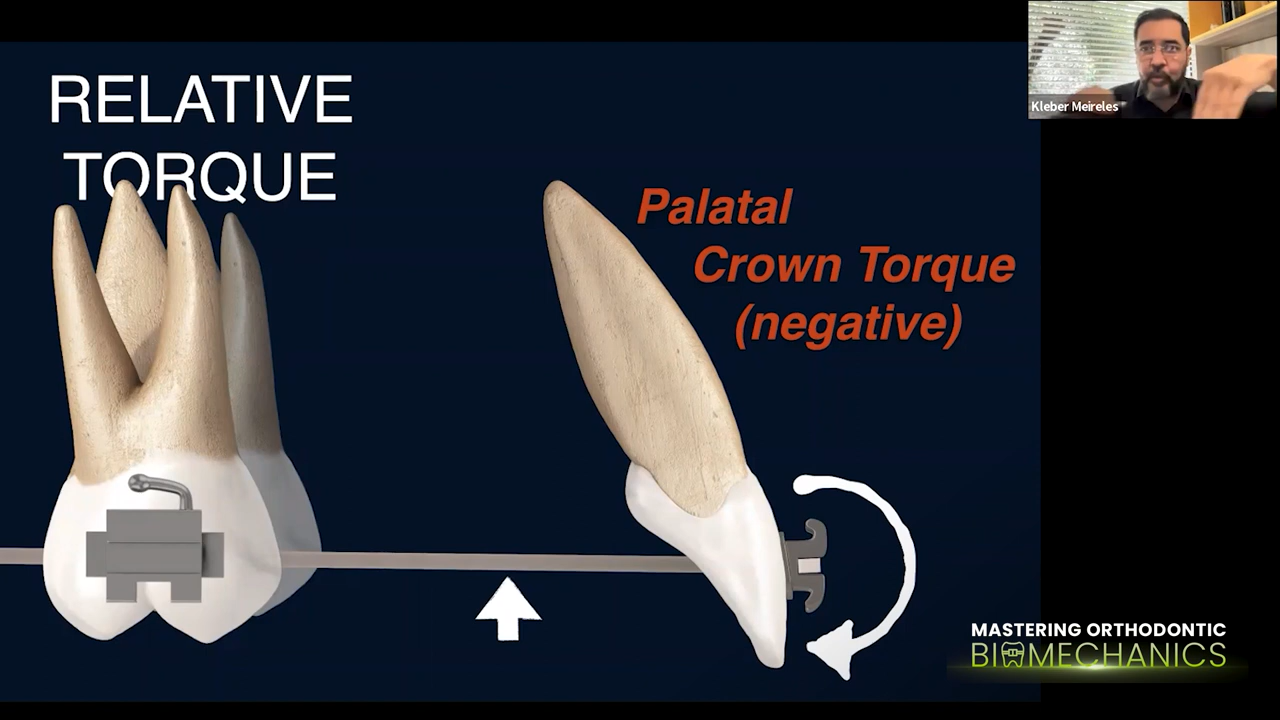 RELATIVE
TORQUE
Palatal
Crown Torque
(negative)
Kleber Meireles
MASTERING ORTHODONTIC
BIOMECHANICS